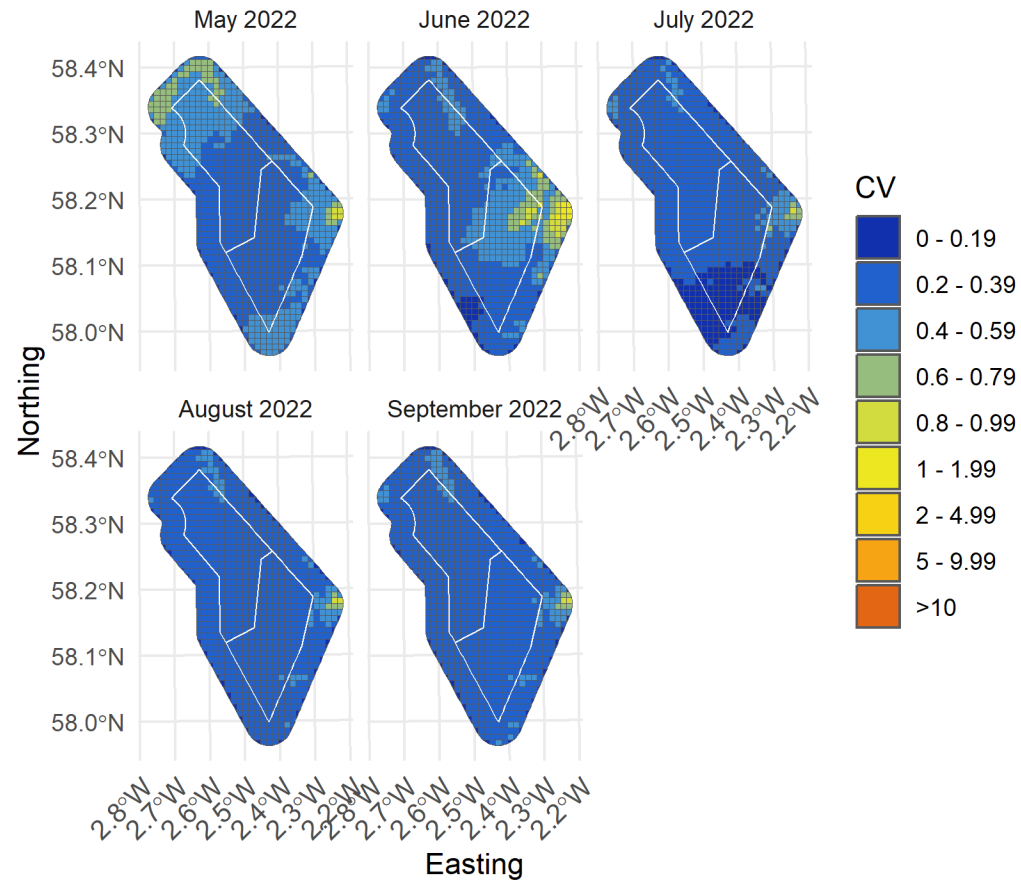 May 2022
June 2022
July 2022
58.4°N
58.3°N
58.2°N
58.1°N
58.0°N
2.8°W
2.7°W
2.6°W
2.5°W
2.4°W
2.3°W
2.2°W
August 2022
September 2022
58.4°N
58.3°N
58.2°N
58.1°N
58.0°N
2.8°W
2.7°W
2.6°W
2.5°W
2.4°W
2.3°W
2.2°W
2.8°W
2.7°W
2.6°W
2.5°W
2.4°W
2.3°W
2.2°W
Northing
Easting
CV
0 - 0.19
0.2 - 0.39
0.4 - 0.59
0.6 - 0.79
0.8 - 0.99
1 - 1.99
2 - 4.99
5 - 9.99
>10